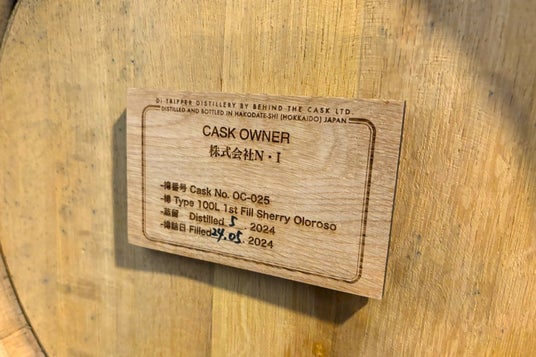 DI TRIPPER DISTILLERY BY BEHIND THE CASK LTD.
DISTILLED AND BOTTLED IN HAKODATE-SHI (HOKKAIDO) JAPAN
CASK OWNER
株式会社N・I
-樽番号 Cask No. OC-025
-樽 Type 100L 1st Fill Sherry Oloroso
-蒸留 Distilled 5. 2024
-樽詰日 Filled 24.05.2024